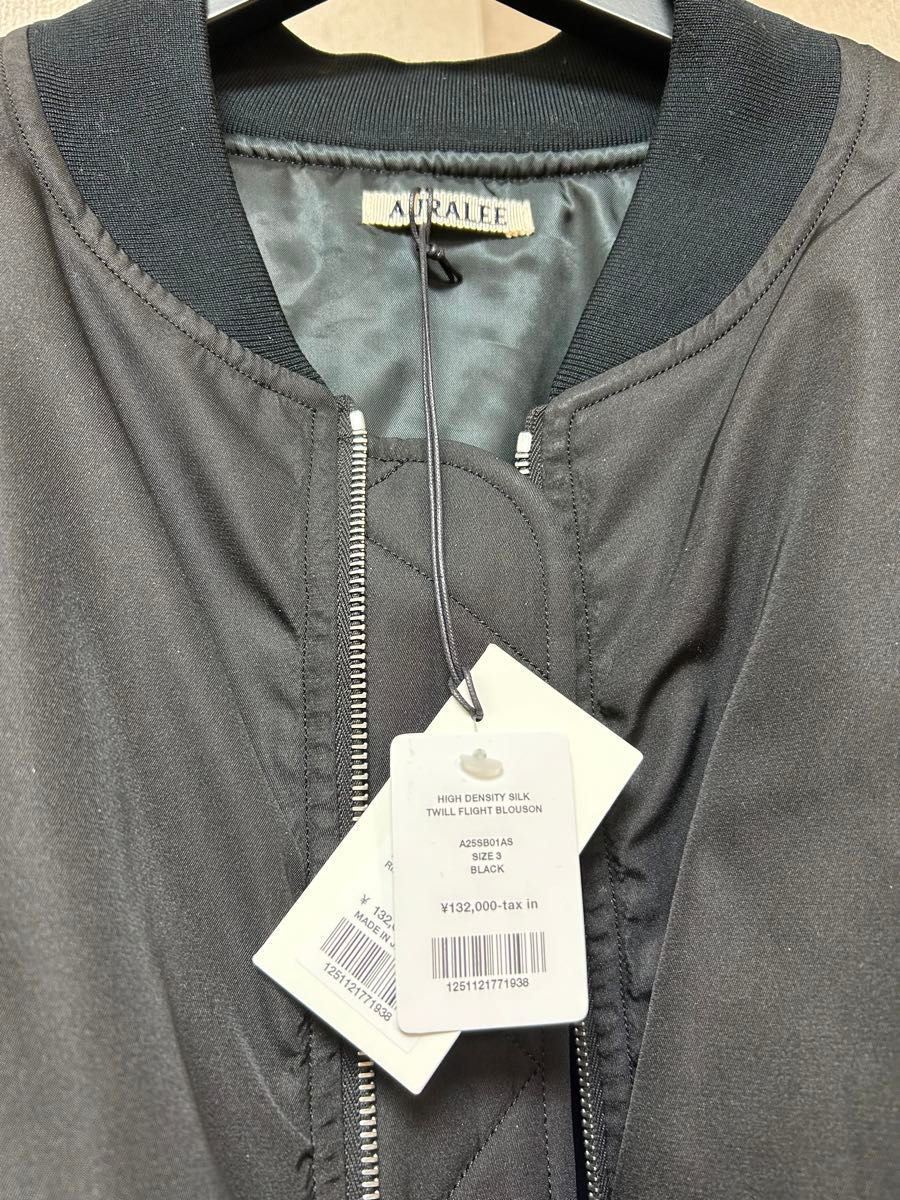 AURALEE
HIGH DENSITY SILK
TWILL FLIGHT BLOUSON
A25SB01AS
SIZE 3
BLACK
¥132,000-tax in
1251121771938
¥ 132,
MADE IN
1251121771938